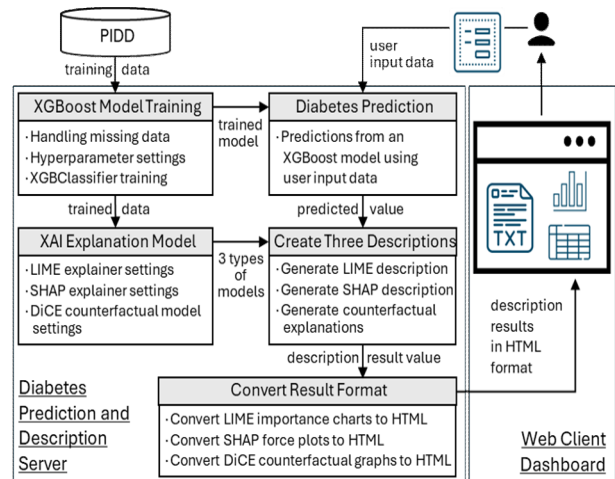 PIDD
training data
user
input data
XGBoost Model Training
· Handling missing data
· Hyperparameter settings
· XGBClassifier training
trained
model
Diabetes Prediction
· Predictions from an
XGBoost model using
user input data
trained data
predicted value
XAI Explanation Model
· LIME explainer settings
· SHAP explainer settings
· DiCE counterfactual model
settings
3 types
of
models
Create Three Descriptions
· Generate LIME description
· Generate SHAP description
· Generate counterfactual
explanations
TXT
description
results
in HTML
format
description result value
Convert Result Format
· Convert LIME importance charts to HTML
· Convert SHAP force plots to HTML
· Convert DiCE counterfactual graphs to HTML
Diabetes
Prediction and
Description
Server
Web Client
Dashboard